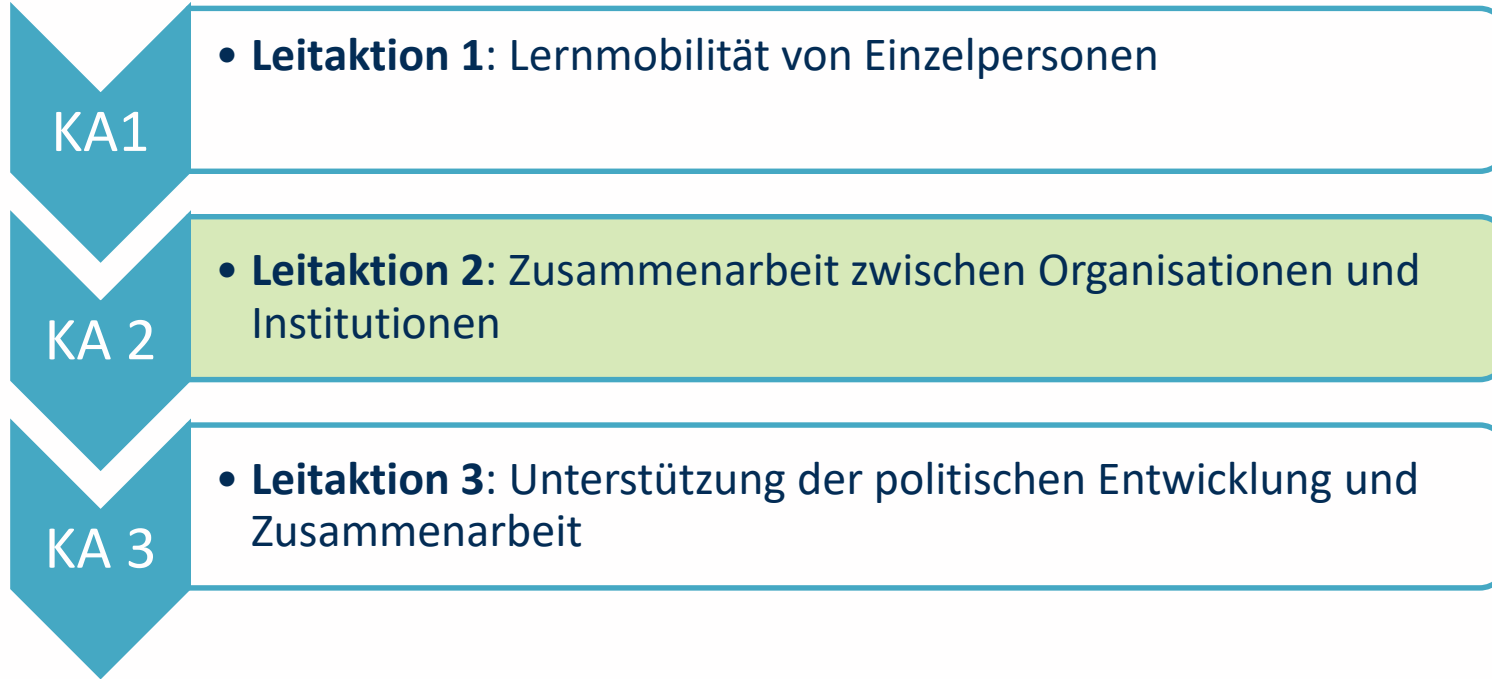 KA1
• Leitaktion 1: Lernmobilität von Einzelpersonen
KA 2
• Leitaktion 2: Zusammenarbeit zwischen Organisationen und
Institutionen
KA 3
• Leitaktion 3: Unterstützung der politischen Entwicklung und
Zusammenarbeit